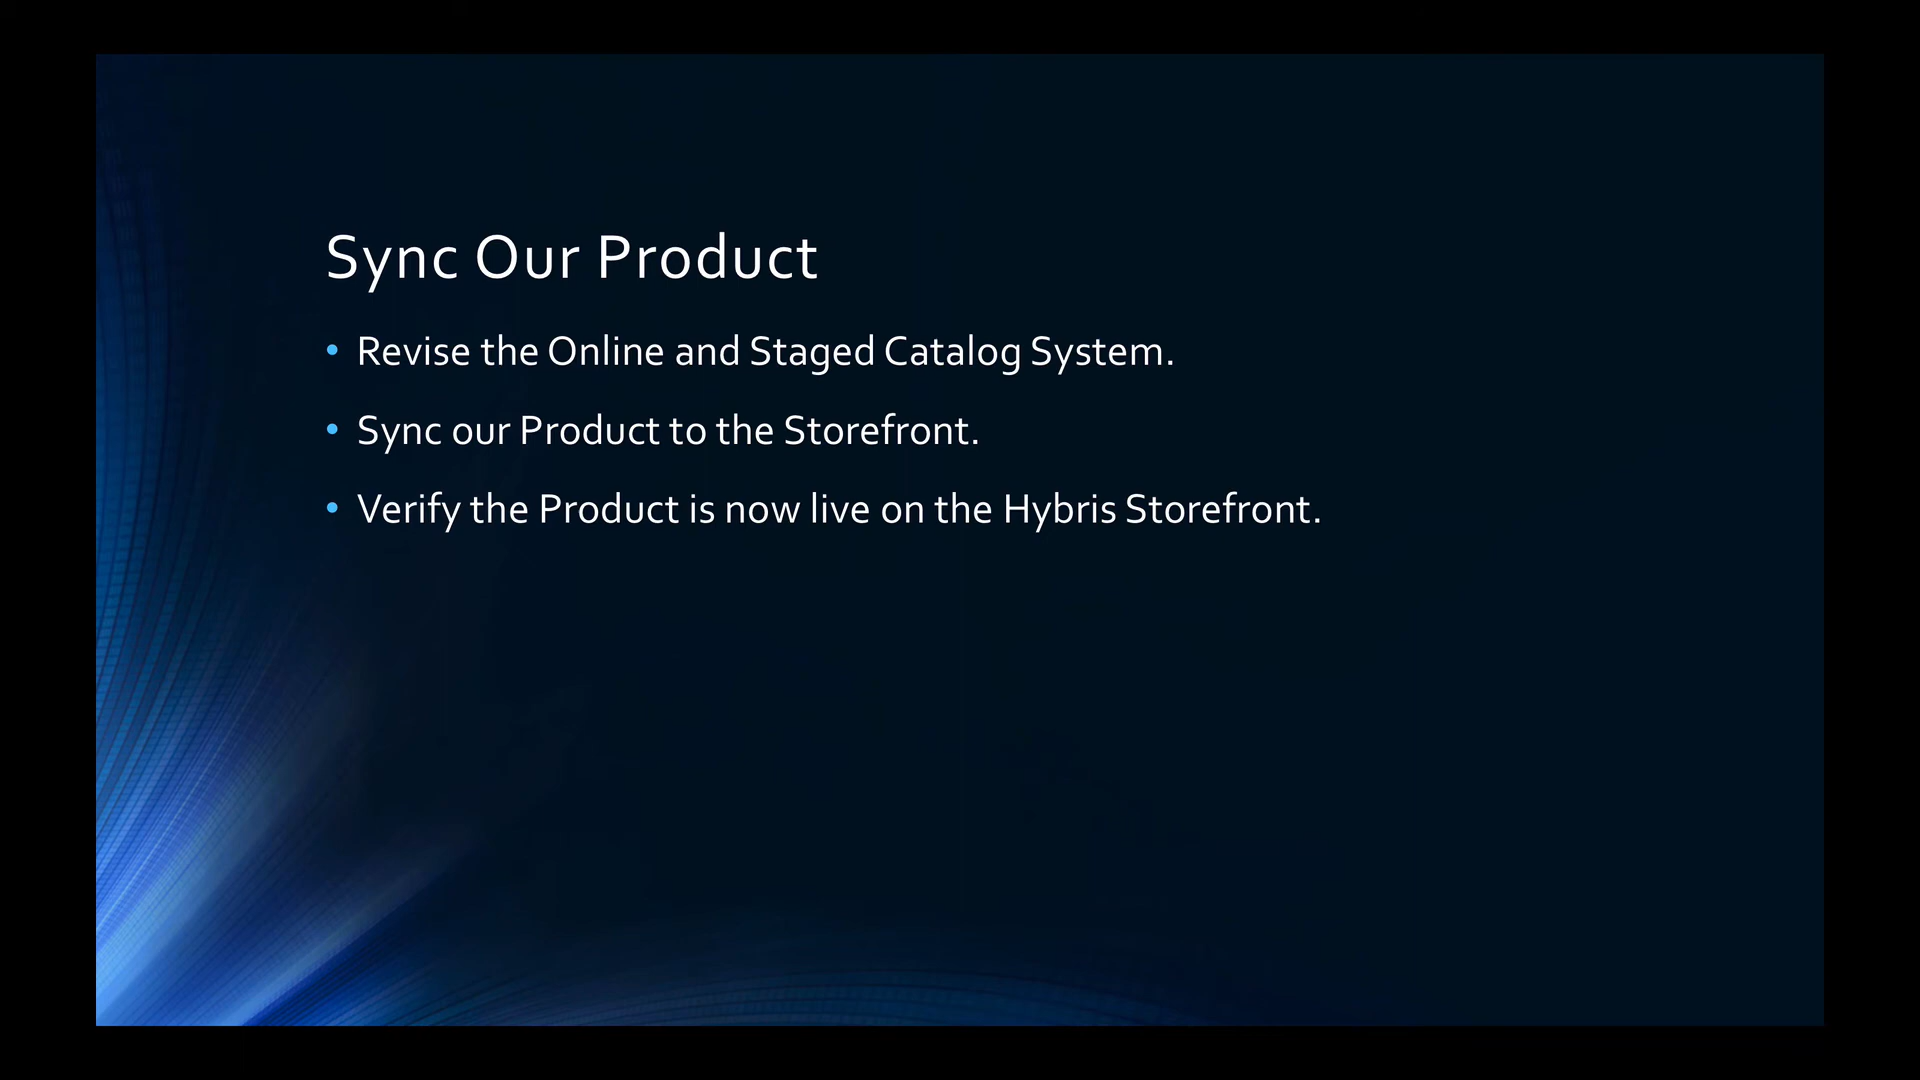 Sync Our Product
• Revise the Online and Staged Catalog System.
• Sync our Product to the Storefront.
• Verify the Product is now live on the Hybris Storefront.